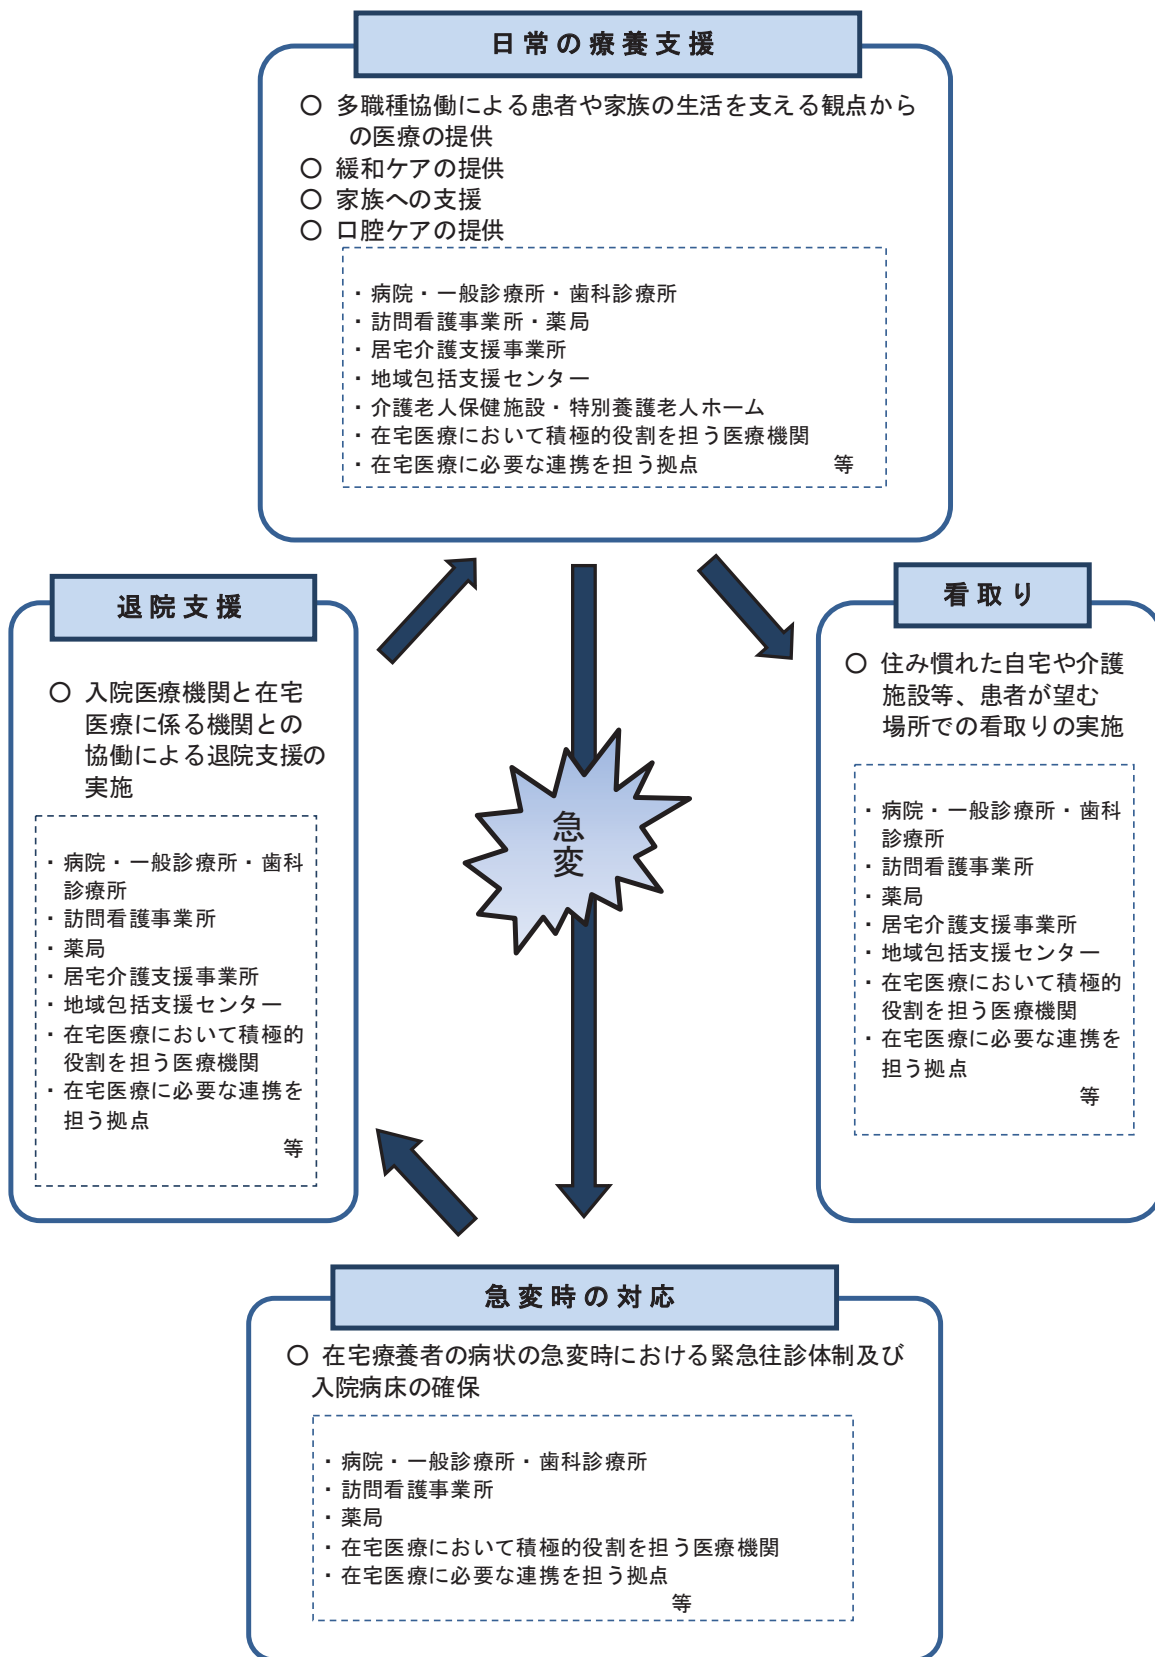 日常の療養支援
○ 多職種協働による患者や家族の生活を支える観点から
の医療の提供
○ 緩和ケアの提供
○ 家族への支援
○ 口腔ケアの提供
・病院・一般診療所・歯科診療所
・訪問看護事業所・薬局
・居宅介護支援事業所
・地域包括支援センター
・介護老人保健施設・特別養護老人ホーム
・在宅医療において積極的役割を担う医療機関
・在宅医療に必要な連携を担う拠点 等
退院支援
○ 入院医療機関と在宅
医療に係る機関との
協働による退院支援の
実施
・病院・一般診療所・歯科
診療所
・訪問看護事業所
・薬局
・居宅介護支援事業所
・地域包括支援センター
・在宅医療において積極的
役割を担う医療機関
・在宅医療に必要な連携を
担う拠点
等
急変
看取り
○ 住み慣れた自宅や介護
施設等、患者が望む
場所での看取りの実施
・病院・一般診療所・歯科
診療所
・訪問看護事業所
・薬局
・居宅介護支援事業所
・地域包括支援センター
・在宅医療において積極的
役割を担う医療機関
・在宅医療に必要な連携を
担う拠点
等
急変時の対応
○ 在宅療養者の病状の急変時における緊急往診体制及び
入院病床の確保
・病院・一般診療所・歯科診療所
・訪問看護事業所
・薬局
・在宅医療において積極的役割を担う医療機関
・在宅医療に必要な連携を担う拠点
等